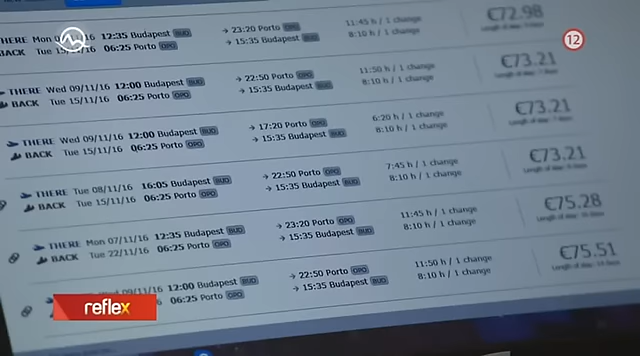 THERE Mon 12:35 Budapest BUD → 23:20 Porto OPO 11:45 h / 1 change €72.98
BACK Tue 06:25 Porto OPO → 15:35 Budapest BUD 8:10 h / 1 change
12
THERE Wed 09/11/16 12:00 Budapest BUD → 22:50 Porto OPO 11:50 h / 1 change €73.21
BACK Tue 15/11/16 06:25 Porto OPO → 15:35 Budapest BUD 8:10 h / 1 change
THERE Wed 09/11/16 12:00 Budapest BUD → 17:20 Porto OPO 6:20 h / 1 change €73.21
BACK Tue 15/11/16 06:25 Porto OPO → 15:35 Budapest BUD 8:10 h / 1 change
THERE Tue 08/11/16 16:05 Budapest BUD → 22:50 Porto OPO 7:45 h / 1 change €73.21
BACK Tue 15/11/16 06:25 Porto OPO → 15:35 Budapest BUD 8:10 h / 1 change
THERE Mon 07/11/16 12:35 Budapest BUD → 23:20 Porto OPO 11:45 h / 1 change €75.28
BACK Tue 22/11/16 06:25 Porto OPO → 15:35 Budapest BUD 8:10 h / 1 change
12:00 Budapest BUD → 22:50 Porto OPO 11:50 h / 1 change €75.51
06:25 Porto OPO → 15:35 Budapest BUD 8:10 h / 1 change
reflex